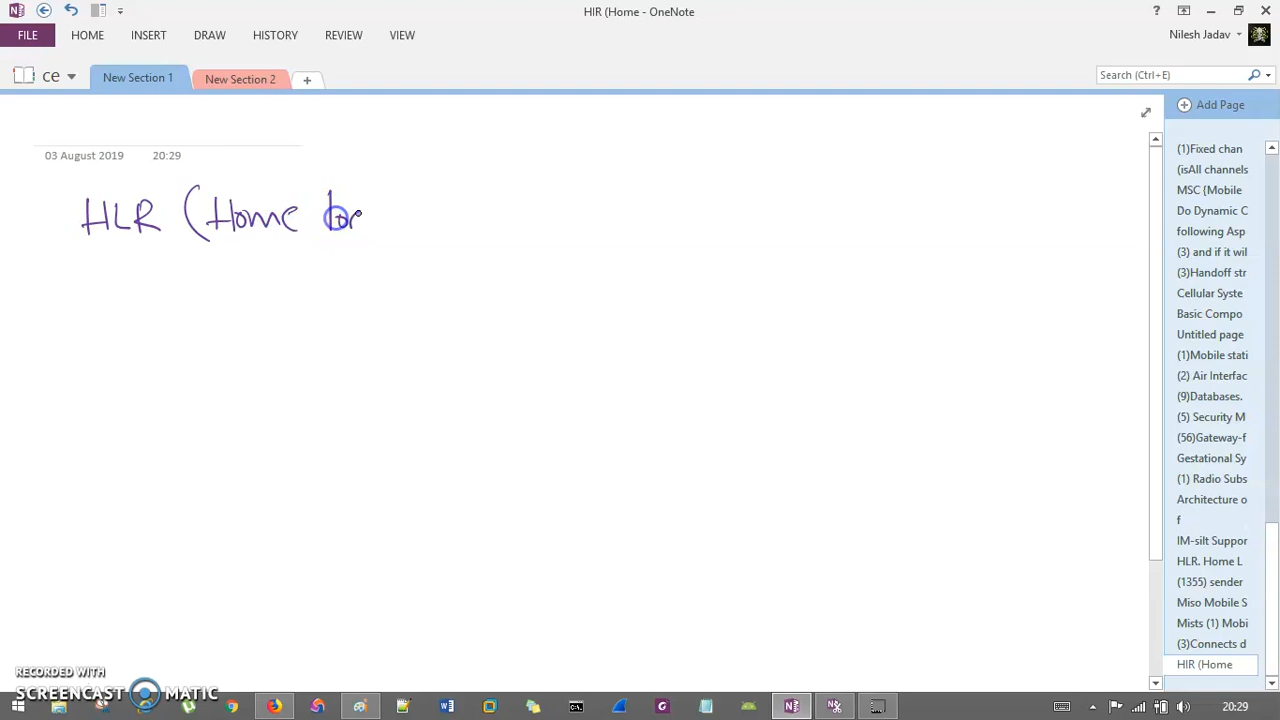 HIR (Home - OneNote
FILE HOME INSERT DRAW HISTORY REVIEW VIEW
Nilesh Jadav
ce New Section 1 New Section 2 +
Search (Ctrl+E)
Add Page
03 August 2019 20:29
HLR (Home
(1)Fixed chan
(isAll channels
MSC {Mobile
Do Dynamic C
following Asp
(3) and if it wil
(3)Handoff str
Cellular Syste
Basic Compo
Untitled page
(1)Mobile stati
(2) Air Interfac
(9)Databases.
(5) Security M
(56)Gateway-f
Gestational Sy
(1) Radio Subs
Architecture o
f
IM-silt Suppor
HLR. Home L
(1355) sender
Miso Mobile S
Mists (1) Mobi
(3)Connects d
HIR (Home
RECORDED WITH
SCREENCAST MATIC
20:29